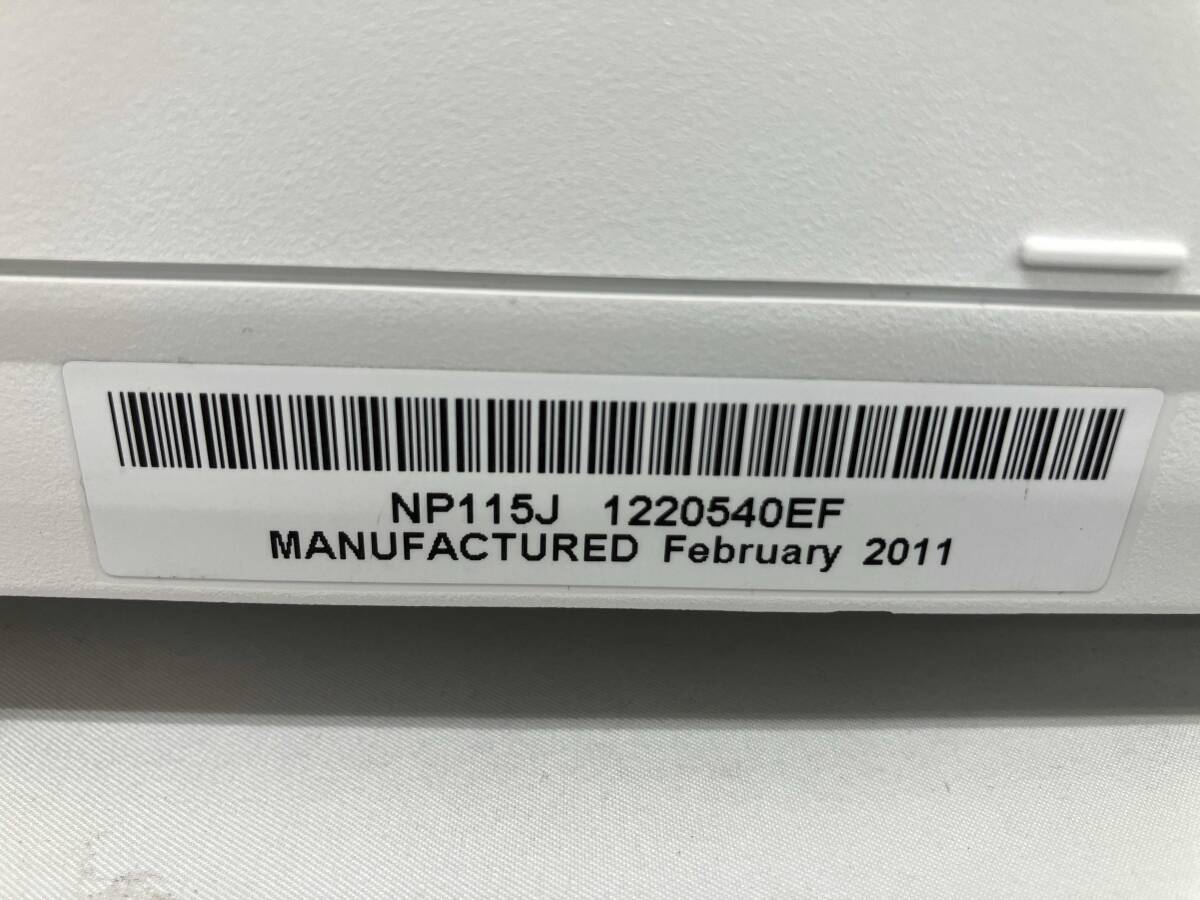 NP115J 1220540EF
MANUFACTURED February 2011